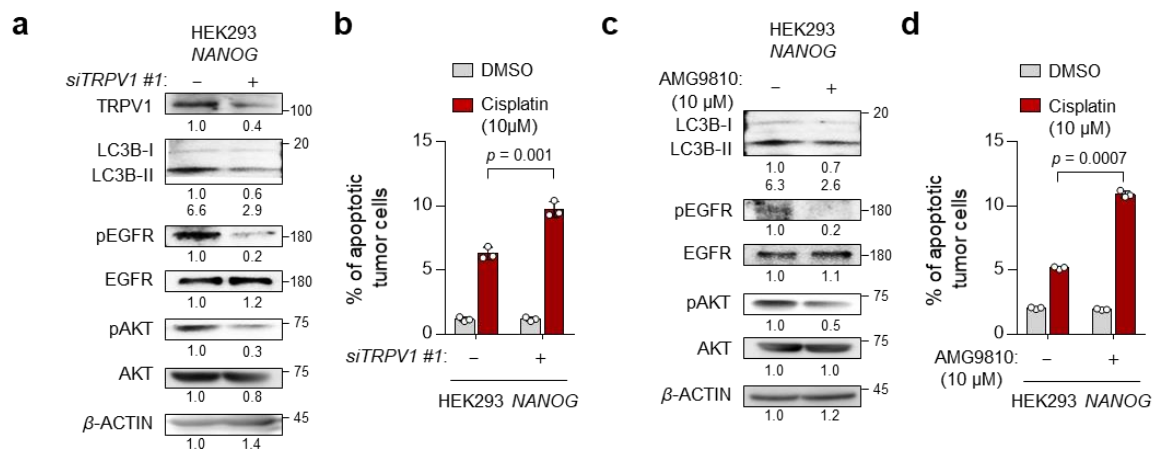 a
HEK293
NANOG
siTRPV1 #1: − +
TRPV1
100
1.0 0.4
LC3B-I
20
LC3B-II
1.0 0.6
6.6 2.9
pEGFR
180
1.0 0.2
EGFR
180
1.0 1.2
pAKT
75
1.0 0.3
AKT
75
1.0 0.8
β-ACTIN
45
1.0 1.4
b
DMSO
Cisplatin
(10μM)
% of apoptotic
tumor cells
15
10
5
0
p = 0.001
siTRPV1 #1: − +
HEK293 NANOG
c
HEK293
NANOG
AMG9810:
(10 μM)
− +
LC3B-I
20
LC3B-II
1.0 0.7
6.3 2.6
pEGFR
180
1.0 0.2
EGFR
180
1.0 1.1
pAKT
75
1.0 0.5
AKT
75
1.0 1.0
β-ACTIN
45
1.0 1.2
d
DMSO
Cisplatin
(10 μM)
% of apoptotic
tumor cells
15
10
5
0
p = 0.0007
AMG9810:
(10 μM)
− +
HEK293 NANOG